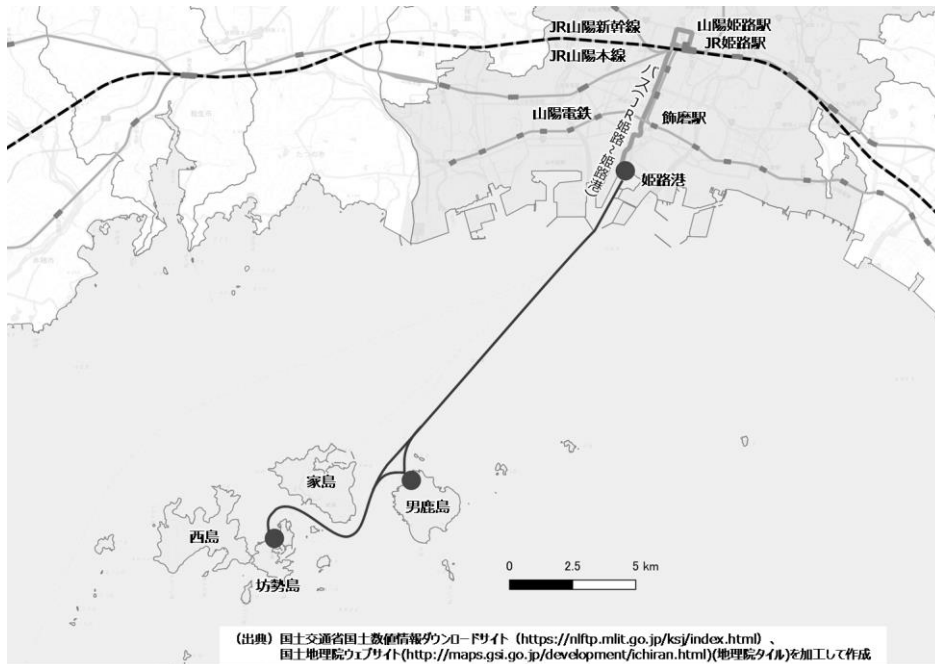 JR山陽新幹線
JR山陽本線
山陽姫路駅
JR姫路駅
バス(JR姫路~姫路港)
山陽電鉄
飾磨駅
姫路港
家島
男鹿島
西島
坊勢島
0 2.5 5 km
(出典)国土交通省国土数値情報ダウンロードサイト(https://nlftp.mlit.go.jp/ksj/index.html)、
国土地理院ウェブサイト(http://maps.gsi.go.jp/development/ichiran.html)(地理院タイル)を加工して作成